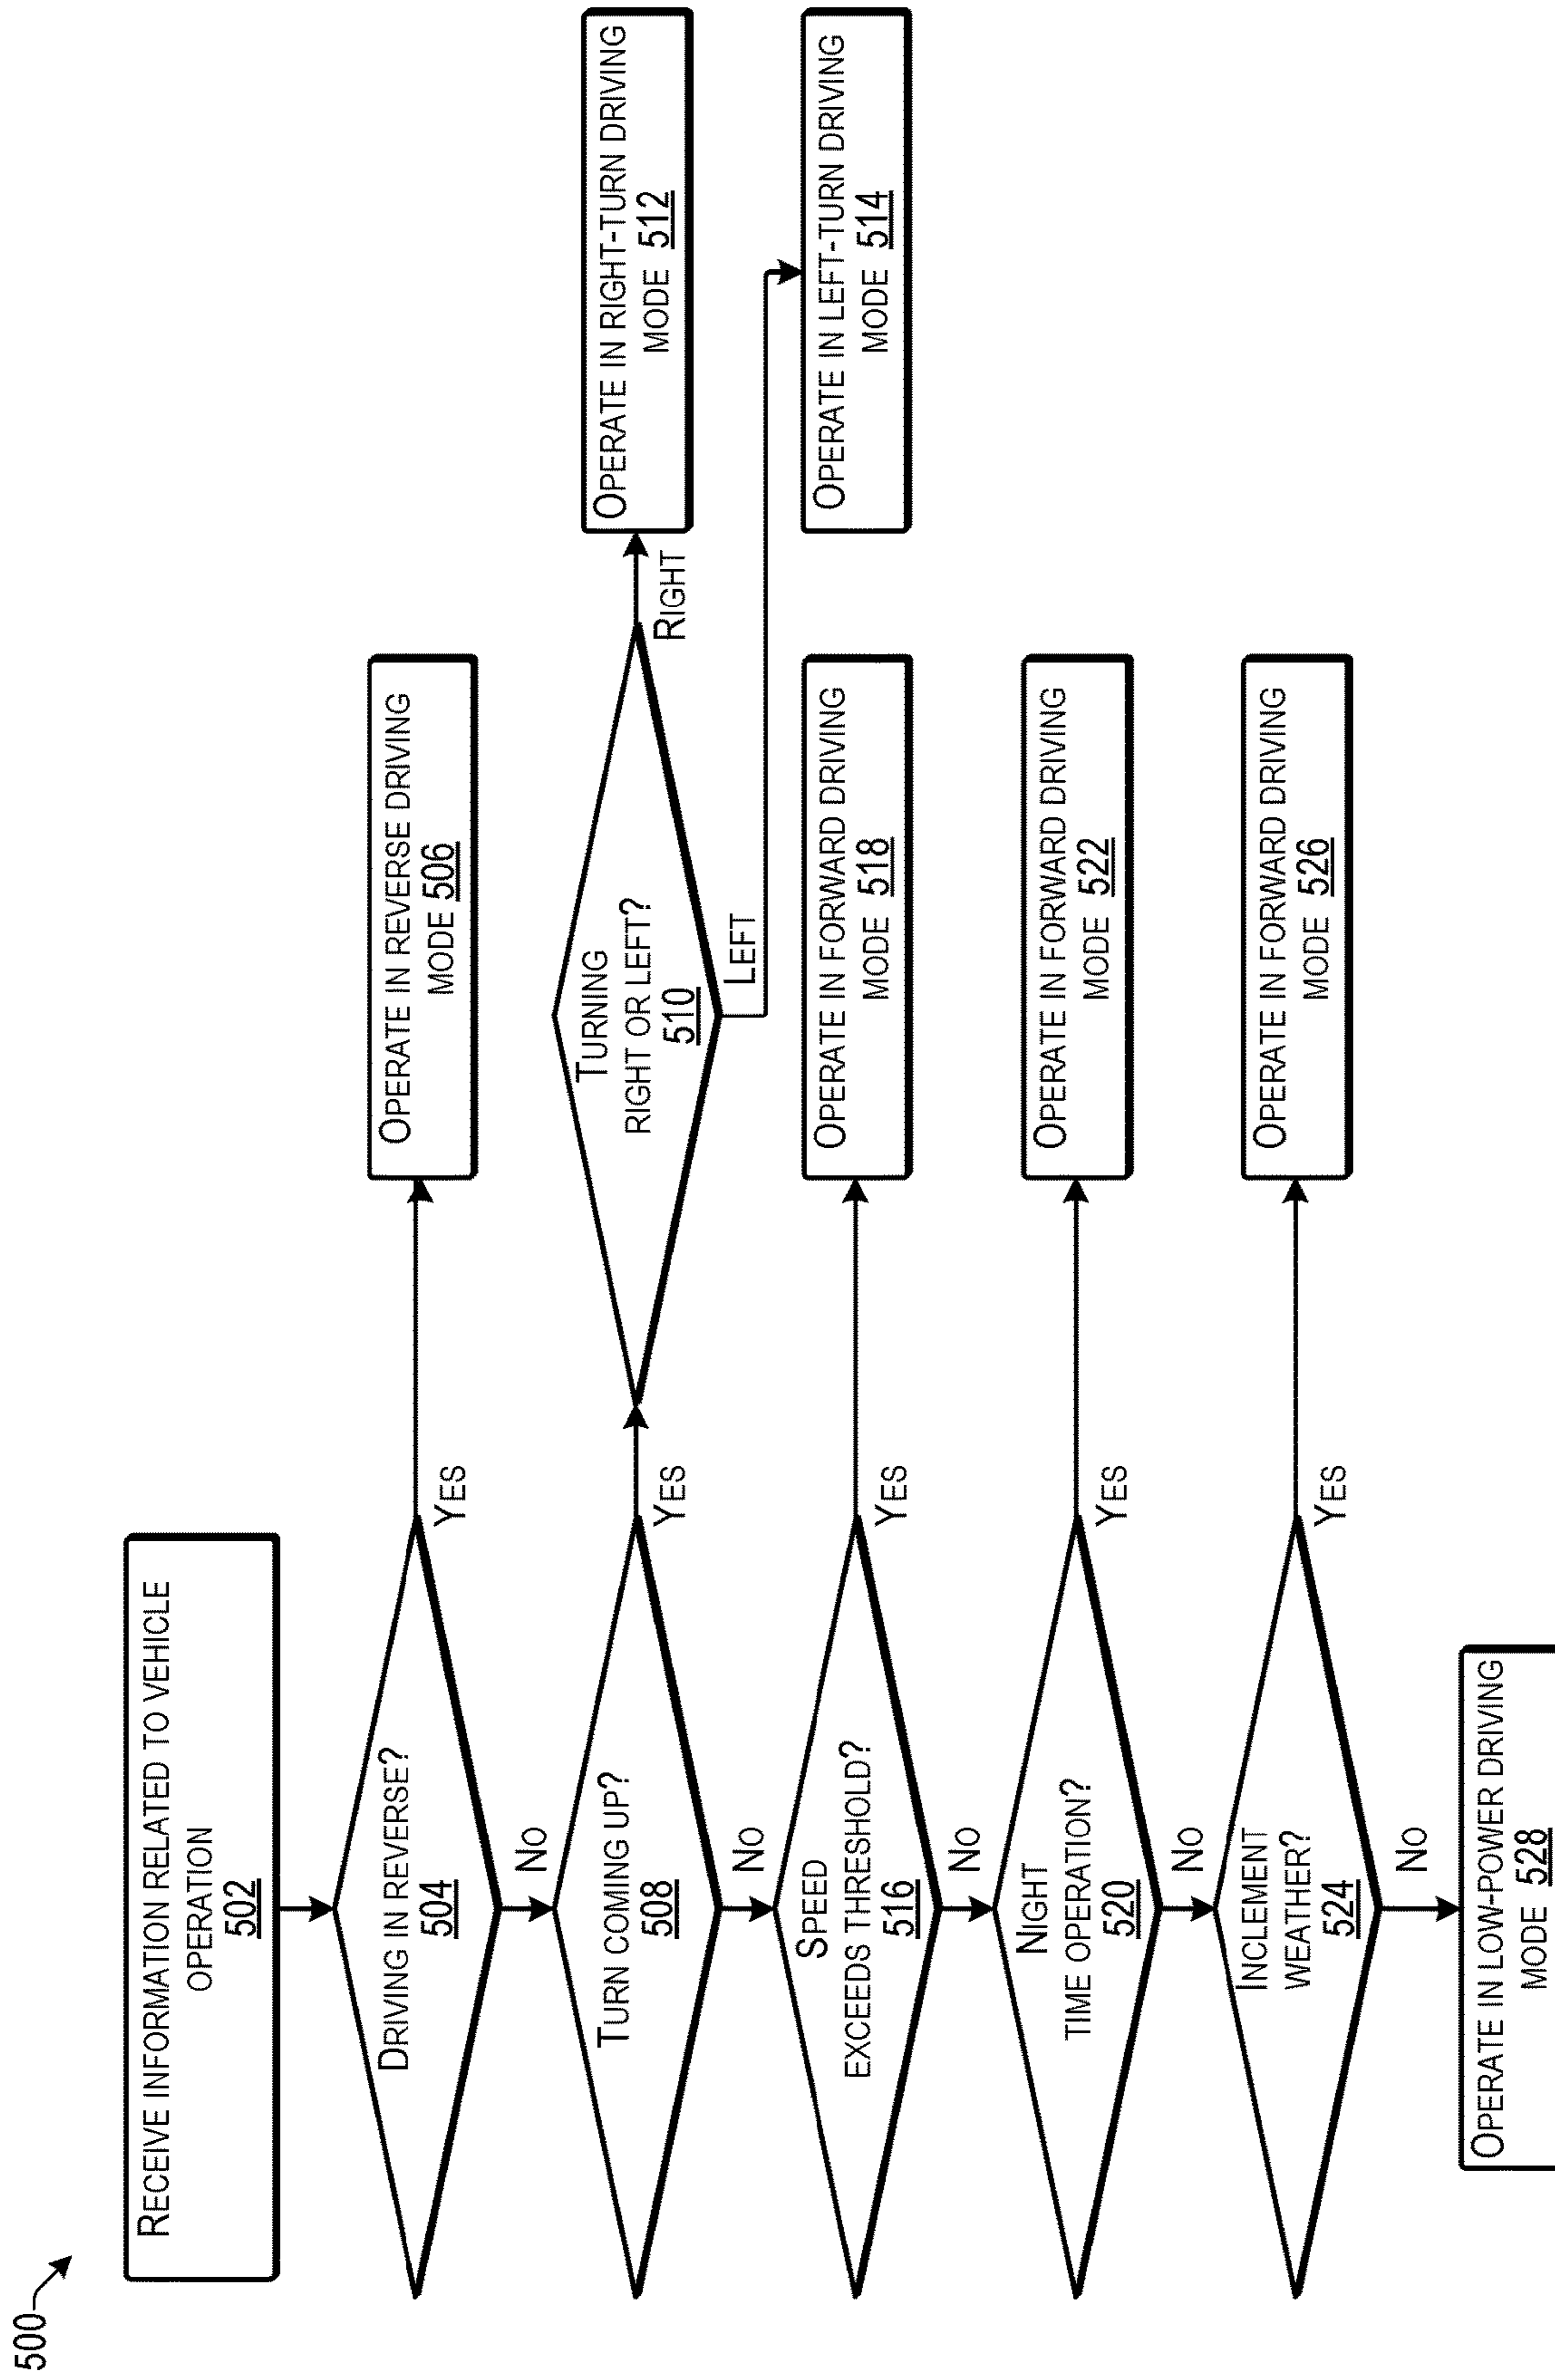 500
RECEIVE INFORMATION RELATED TO VEHICLE
OPERATION
502
DRIVING IN REVERSE?
504
YES
OPERATE IN REVERSE DRIVING
MODE 506
NO
TURN COMING UP?
508
YES
TURNING
RIGHT OR LEFT?
510
RIGHT
OPERATE IN RIGHT-TURN DRIVING
MODE 512
LEFT
OPERATE IN LEFT-TURN DRIVING
MODE 514
NO
SPEED
EXCEEDS THRESHOLD?
516
YES
OPERATE IN FORWARD DRIVING
MODE 518
NO
NIGHT
TIME OPERATION?
520
YES
OPERATE IN FORWARD DRIVING
MODE 522
NO
INCLEMENT
WEATHER?
524
YES
OPERATE IN FORWARD DRIVING
MODE 526
NO
OPERATE IN LOW-POWER DRIVING
MODE 528